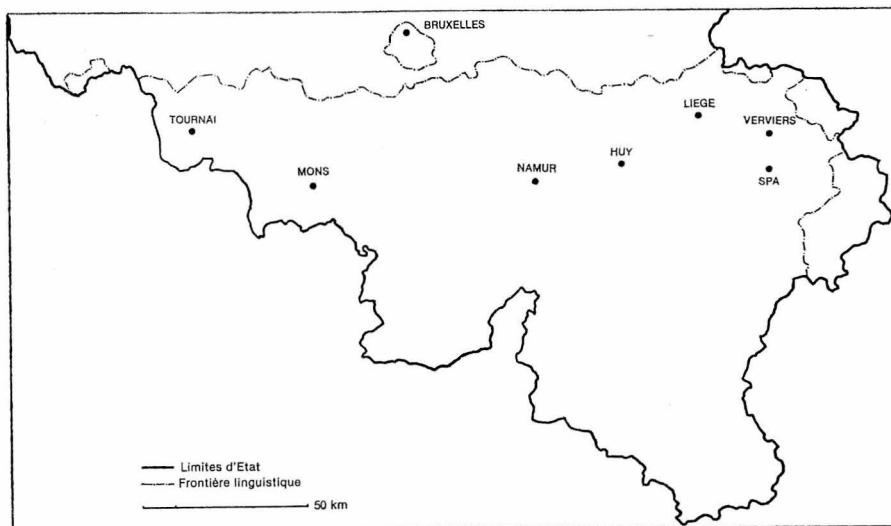 BRUXELLES
LIEGE
TOURNAI
VERVIERS
HUY
MONS
NAMUR
SPA
Limites d'Etat
Frontière linguistique
50 km